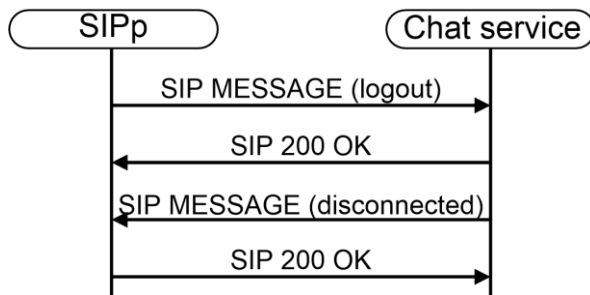 SIPp
Chat service
SIP MESSAGE (logout)
SIP 200 OK
SIP MESSAGE (disconnected)
SIP 200 OK